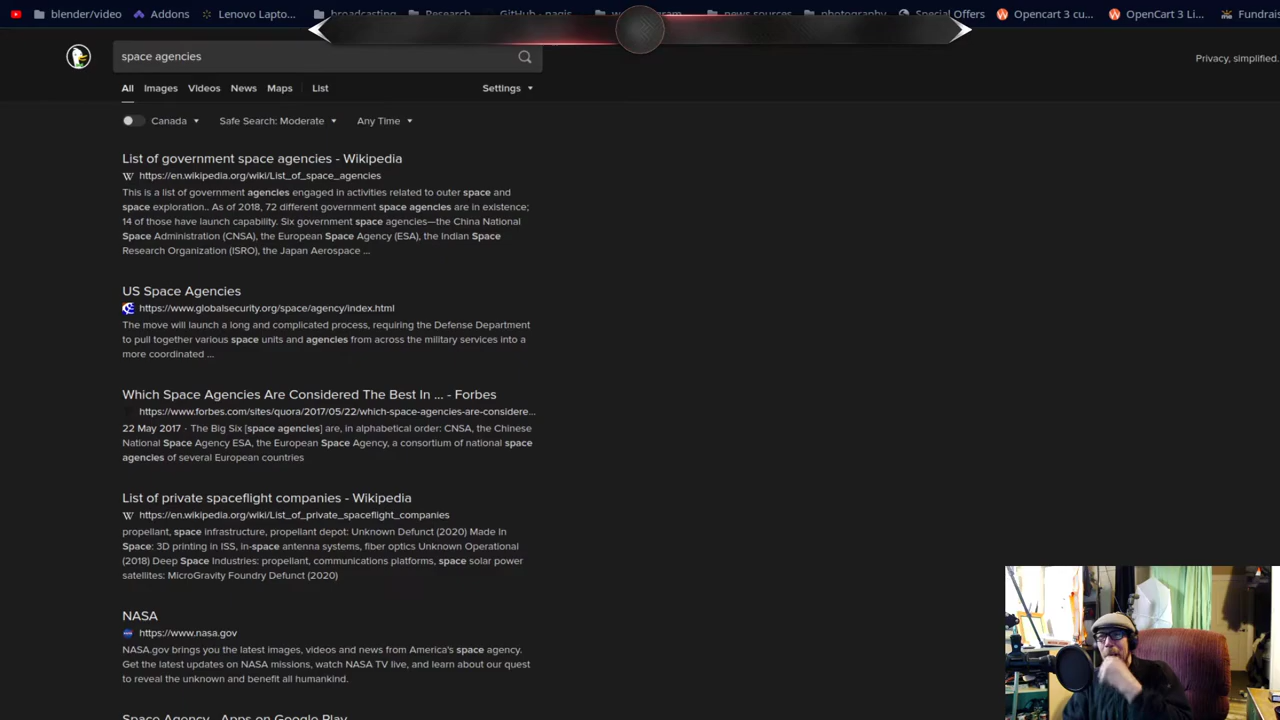 blender/video Addons Lenovo Lapto... broadcasting Research GitHub - nagis news sources photography Special Offers Opencart 3 cu... OpenCart 3 Li... Fundrais
space agencies
Privacy, simplified.
All Images Videos News Maps List Settings
Canada Safe Search: Moderate Any Time
List of government space agencies - Wikipedia
W https://en.wikipedia.org/wiki/List_of_space_agencies
This is a list of government agencies engaged in activities related to outer space and
space exploration.. As of 2018, 72 different government space agencies are in existence;
14 of those have launch capability. Six government space agencies—the China National
Space Administration (CNSA), the European Space Agency (ESA), the Indian Space
Research Organization (ISRO), the Japan Aerospace ...
US Space Agencies
https://www.globalsecurity.org/space/agency/index.html
The move will launch a long and complicated process, requiring the Defense Department
to pull together various space units and agencies from across the military services into a
more coordinated ...
Which Space Agencies Are Considered The Best In ... - Forbes
https://www.forbes.com/sites/quora/2017/05/22/which-space-agencies-are-considere...
22 May 2017 · The Big Six [space agencies] are, in alphabetical order: CNSA, the Chinese
National Space Agency ESA, the European Space Agency, a consortium of national space
agencies of several European countries
List of private spaceflight companies - Wikipedia
W https://en.wikipedia.org/wiki/List_of_private_spaceflight_companies
propellant, space infrastructure, propellant depot: Unknown Defunct (2020) Made In
Space: 3D printing in ISS, in-space antenna systems, fiber optics Unknown Operational
(2018) Deep Space Industries: propellant, communications platforms, space solar power
satellites: MicroGravity Foundry Defunct (2020)
NASA
https://www.nasa.gov
NASA.gov brings you the latest images, videos and news from America's space agency.
Get the latest updates on NASA missions, watch NASA TV live, and learn about our quest
to reveal the unknown and benefit all humankind.
Space Agency - Apps on Google Play